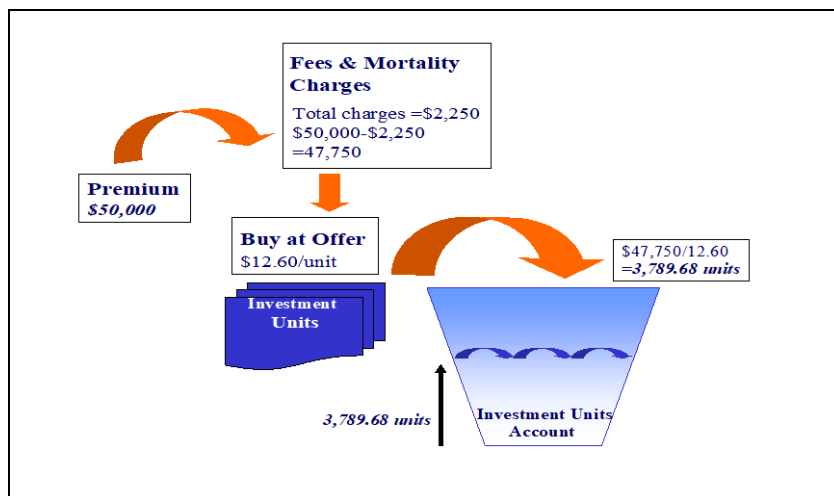 Fees & Mortality
Charges
Total charges =$2,250
$50,000-$2,250
=47,750
Premium
$50,000
Buy at Offer
$12.60/unit
$47,750/12.60
=3,789.68 units
Investment
Units
3,789.68 units
Investment Units
Account